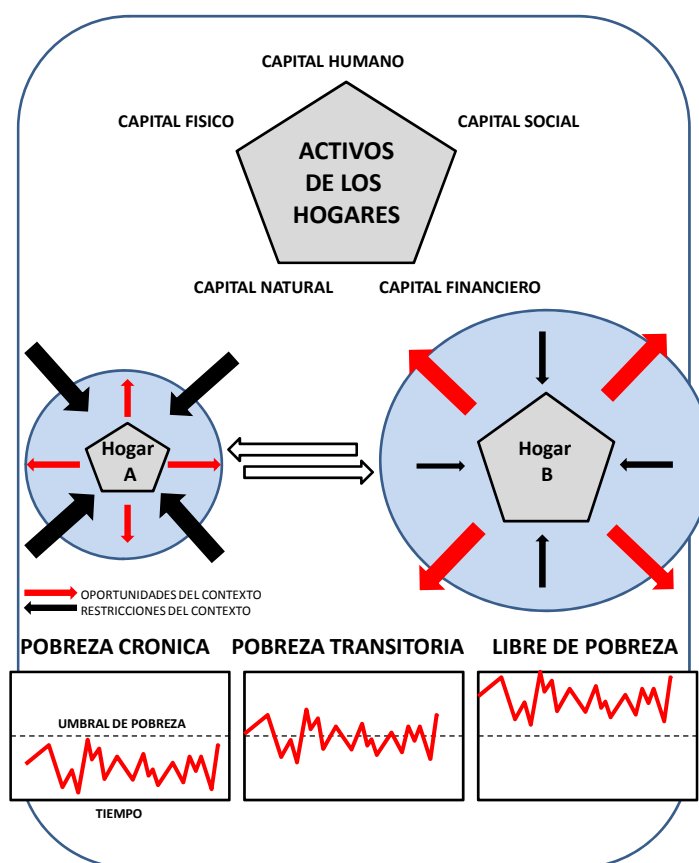 CAPITAL HUMANO
CAPITAL FISICO
CAPITAL SOCIAL
ACTIVOS
DE LOS
HOGARES
CAPITAL NATURAL
CAPITAL FINANCIERO
Hogar
A
Hogar
B
OPORTUNIDADES DEL CONTEXTO
RESTRICCIONES DEL CONTEXTO
POBREZA CRONICA
POBREZA TRANSITORIA
LIBRE DE POBREZA
UMBRAL DE POBREZA
TIEMPO